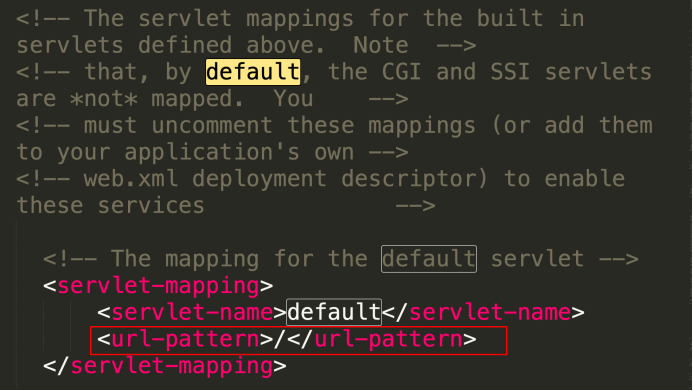 <!-- The servlet mappings for the built in
servlets defined above.  Note  -->
<!-- that, by default, the CGI and SSI servlets
are *not* mapped.  You    -->
<!-- must uncomment these mappings (or add them
to your application's own -->
<!-- web.xml deployment descriptor) to enable
these services              -->
<!-- The mapping for the default servlet -->
<servlet-mapping>
<servlet-name>default</servlet-name>
<url-pattern>/</url-pattern>
</servlet-mapping>